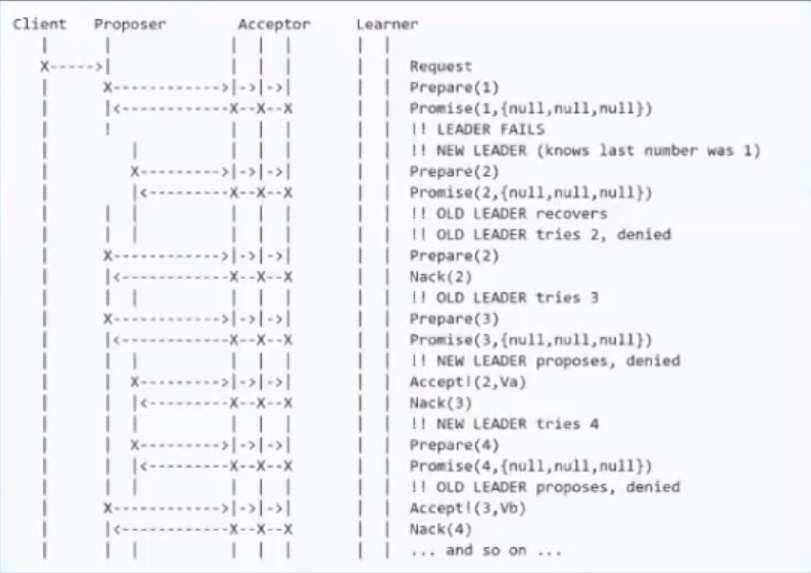 Client Proposer Acceptor Learner
| | | | | | |
X----->| | | | | | Request
| X------------>|->|->| | | Prepare(1)
| |<------------X--X--X | | Promise(1,{null,null,null})
| ! | | | | | !! LEADER FAILS
| | | | | | | !! NEW LEADER (knows last number was 1)
| X--------->|->|->| | | Prepare(2)
| |<----------X--X--X | | Promise(2,{null,null,null})
| | | | | | | | !! OLD LEADER recovers
| | | | | | | | !! OLD LEADER tries 2, denied
| X------------>|->|->| | | Prepare(2)
| |<------------X--X--X | | Nack(2)
| | | | | | | | !! OLD LEADER tries 3
| X------------>|->|->| | | Prepare(3)
| |<------------X--X--X | | Promise(3,{null,null,null})
| | | | | | | | !! NEW LEADER proposes, denied
| | X--------->|->|->| | | Accept!(2,Va)
| | |<---------X--X--X | | Nack(3)
| | | | | | | | !! NEW LEADER tries 4
| | X--------->|->|->| | | Prepare(4)
| | |<---------X--X--X | | Promise(4,{null,null,null})
| | | | | | | | !! OLD LEADER proposes, denied
| X------------>|->|->| | | Accept!(3,Vb)
| |<------------X--X--X | | Nack(4)
| | | | | | | | ... and so on ...